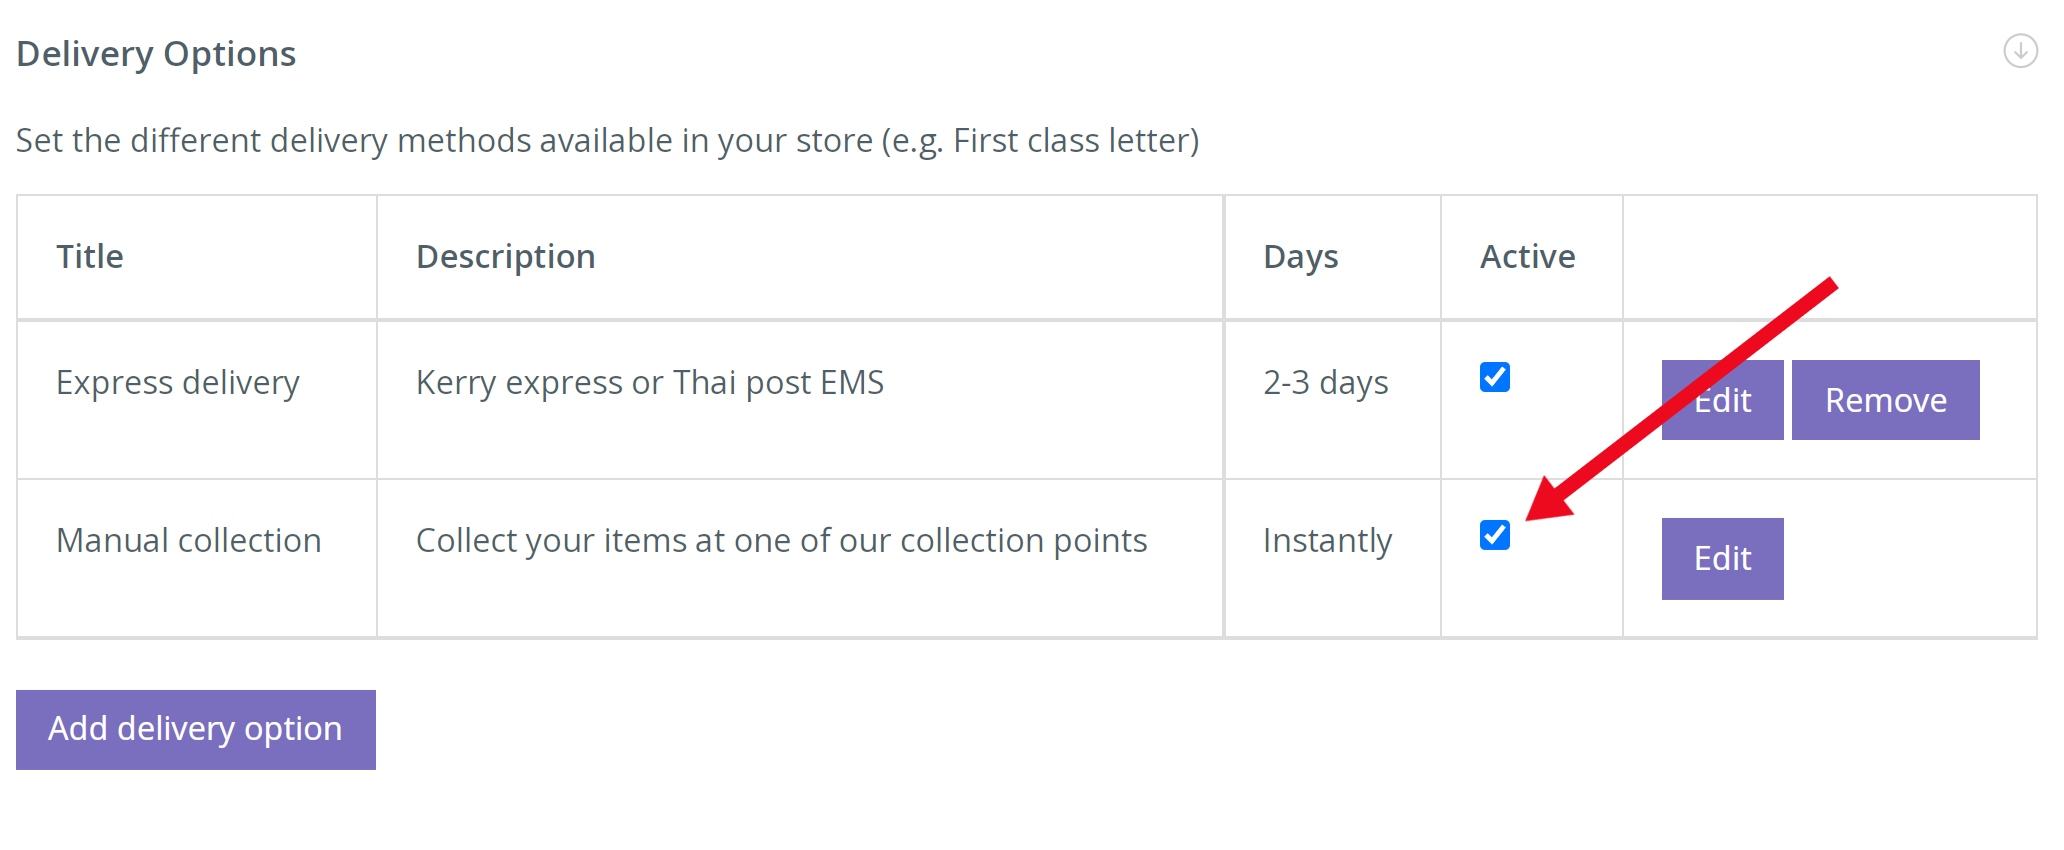 Delivery Options
Set the different delivery methods available in your store (e.g. First class letter)
Title Description Days Active
Express delivery Kerry express or Thai post EMS 2-3 days Edit Remove
Manual collection Collect your items at one of our collection points Instantly Edit
Add delivery option